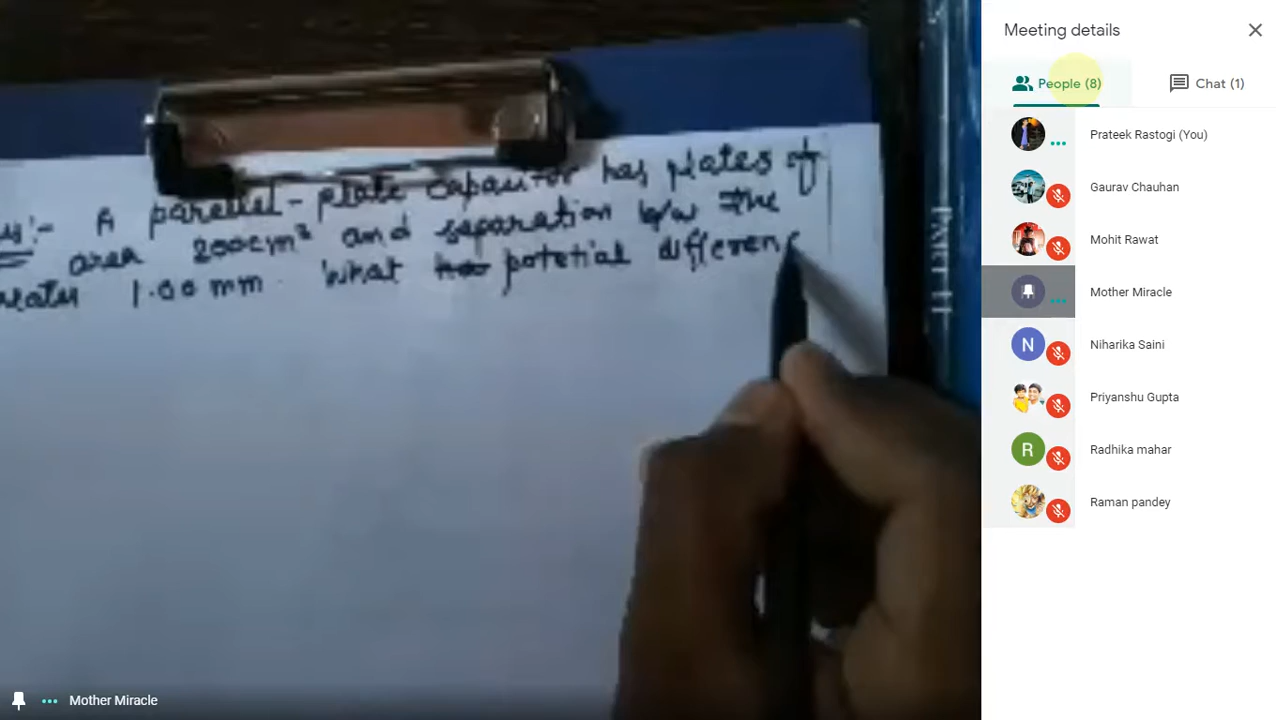 A parallel-plate capacitor has plates of
area 200cm² and separation b/w the
1.00 mm. What potetial differenc
Mother Miracle
Meeting details
People (8)
Chat (1)
Prateek Rastogi (You)
Gaurav Chauhan
Mohit Rawat
Mother Miracle
Niharika Saini
N
Priyanshu Gupta
Radhika mahar
R
Raman pandey